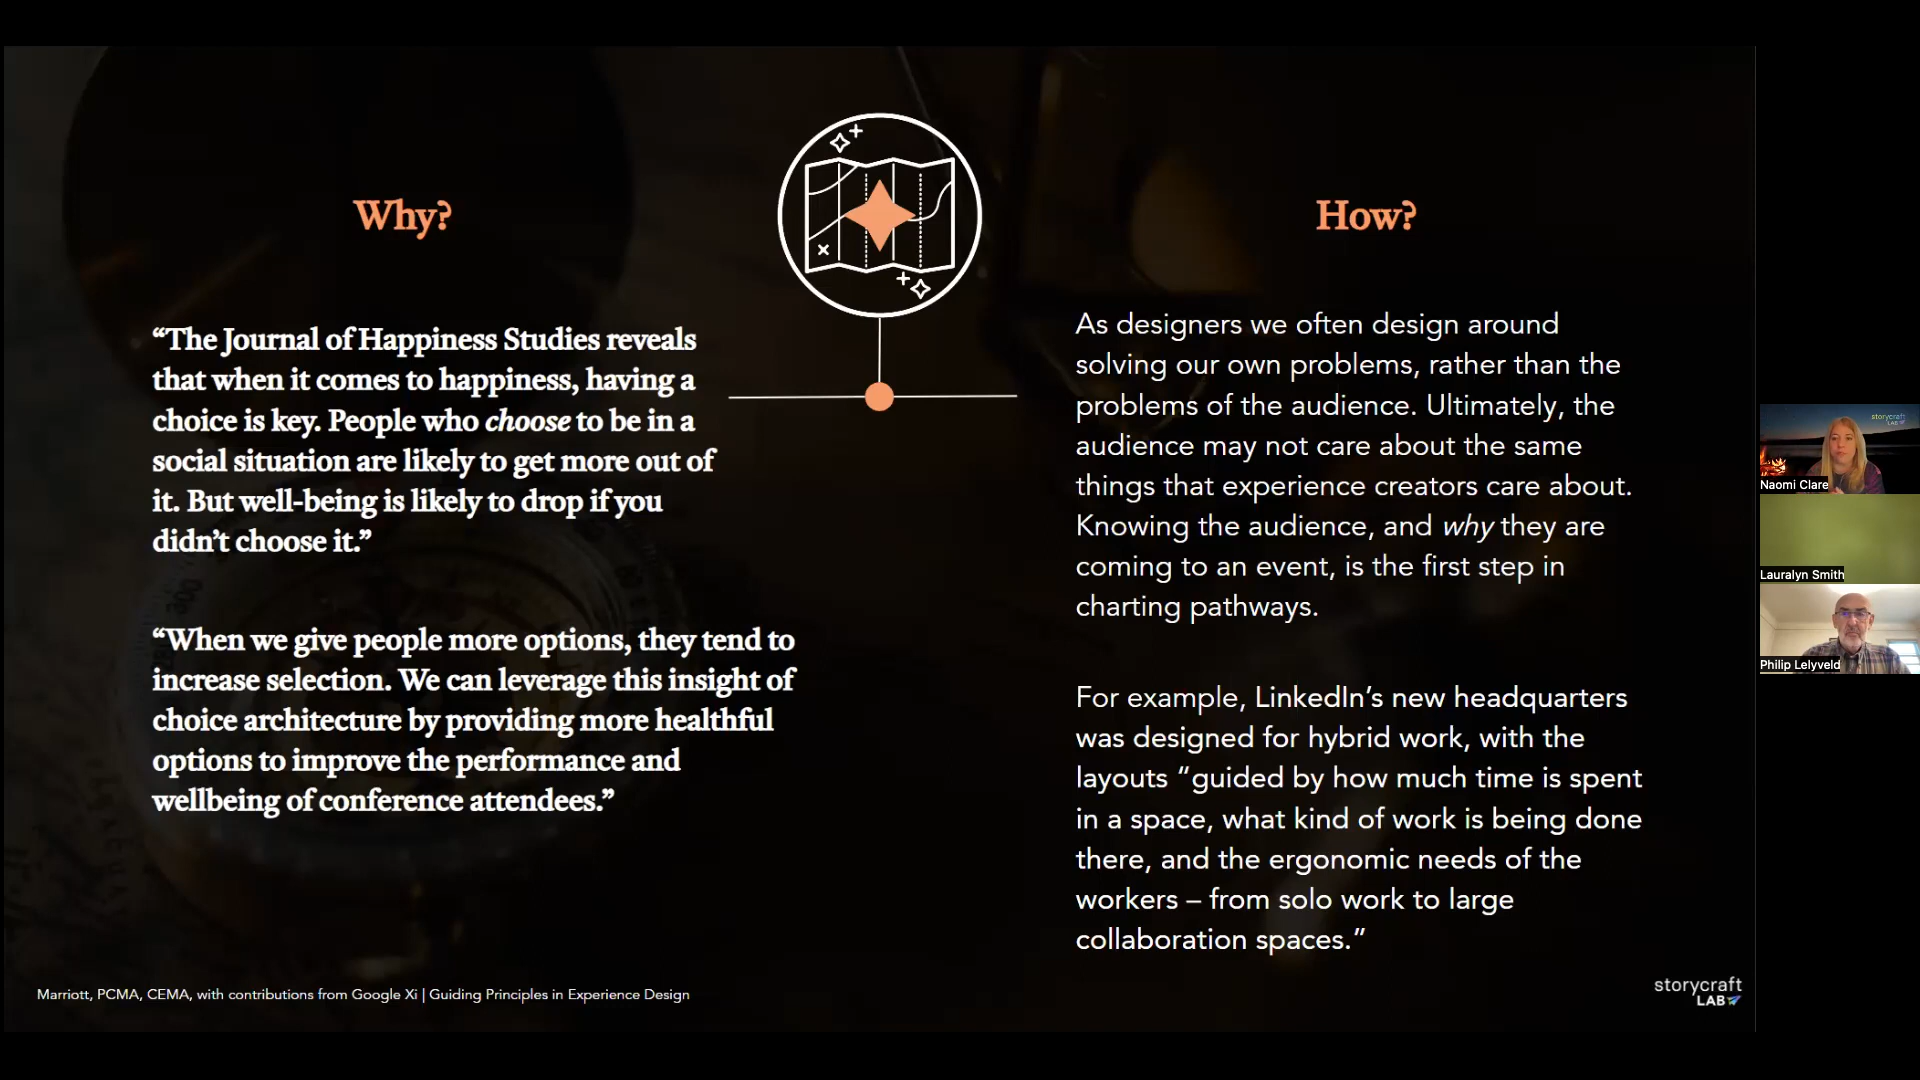 Why?
“The Journal of Happiness Studies reveals
that when it comes to happiness, having a
choice is key. People who choose to be in a
social situation are likely to get more out of
it. But well-being is likely to drop if you
didn’t choose it.”
“When we give people more options, they tend to
increase selection. We can leverage this insight of
choice architecture by providing more healthful
options to improve the performance and
wellbeing of conference attendees.”
How?
As designers we often design around
solving our own problems, rather than the
problems of the audience. Ultimately, the
audience may not care about the same
things that experience creators care about.
Knowing the audience, and why they are
coming to an event, is the first step in
charting pathways.
For example, LinkedIn’s new headquarters
was designed for hybrid work, with the
layouts “guided by how much time is spent
in a space, what kind of work is being done
there, and the ergonomic needs of the
workers – from solo work to large
collaboration spaces.”
Marriott, PCMA, CEMA, with contributions from Google Xi | Guiding Principles in Experience Design
storycraft
LAB
storycraft
LAB
Naomi Clare
Lauralyn Smith
Philip Lelyveld